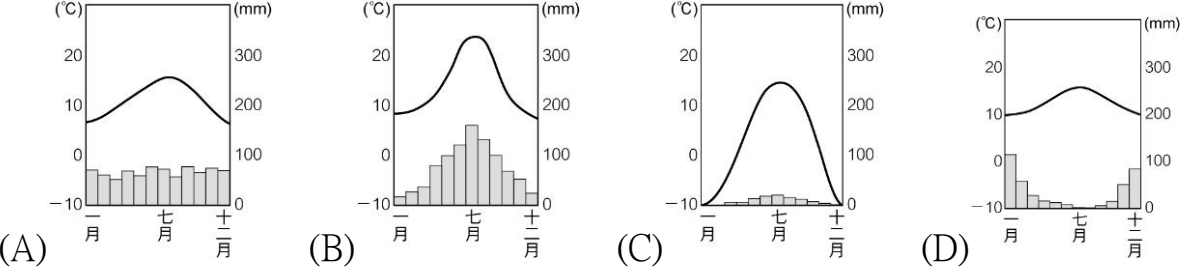 (℃) (mm) (℃) (mm) (℃) (mm) (℃) (mm)
20 300 20 300 20 300 20 300
10 200 10 200 10 200 10 200
0 100 0 100 0 100 0 100
-10 0 -10 0 -10 0 -10 0
一月 七月 十二月 一月 七月 十二月 一月 七月 十二月 一月 七月 十二月
(A) (B) (C) (D)